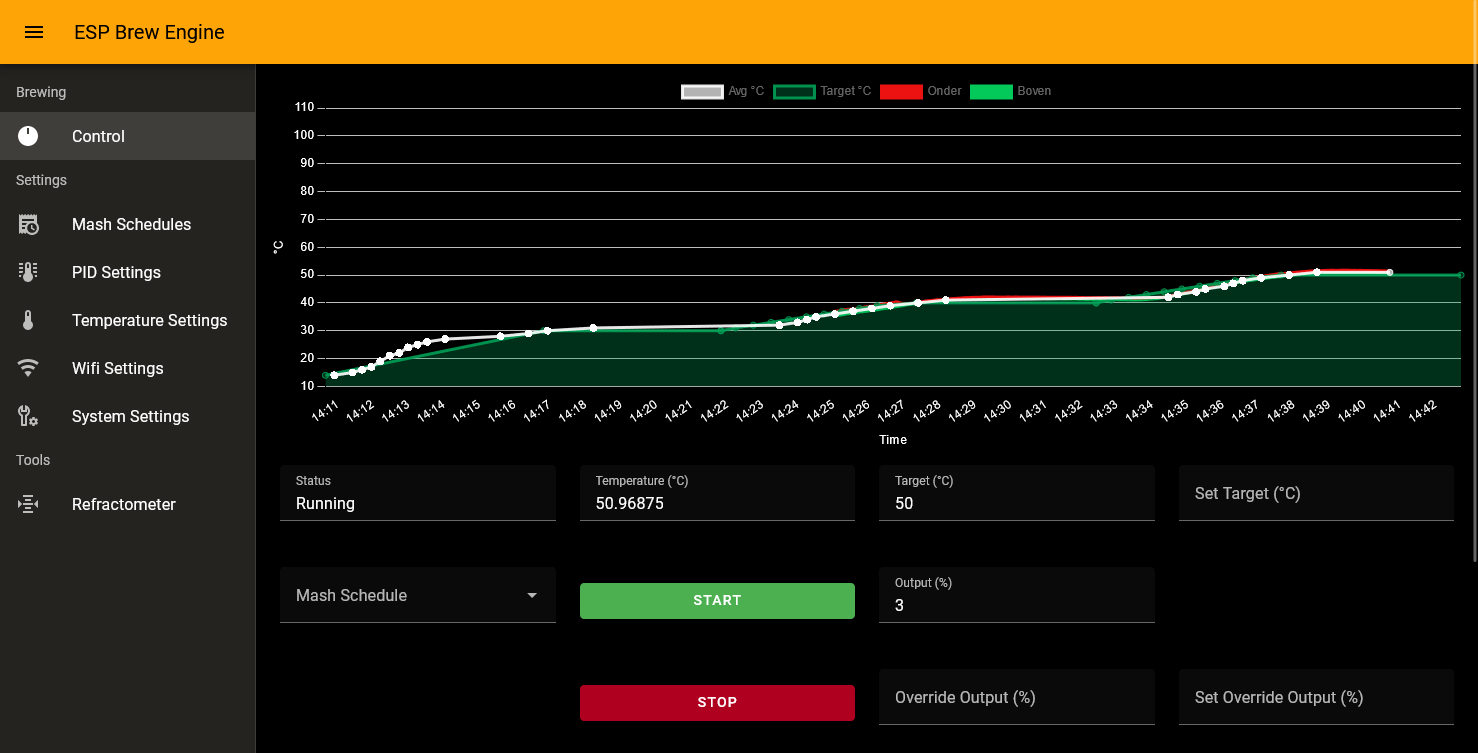 ESP Brew Engine
Brewing
Control
Settings
Mash Schedules
PID Settings
Temperature Settings
Wifi Settings
System Settings
Tools
Refractometer
Avg °C Target °C Onder Boven
110
100
90
80
70
60
50
40
30
20
10
°C
14:11 14:12 14:13 14:14 14:15 14:16 14:17 14:18 14:19 14:20 14:21 14:22 14:23 14:24 14:25 14:26 14:27 14:28 14:29 14:30 14:31 14:32 14:33 14:34 14:35 14:36 14:37 14:38 14:39 14:40 14:41 14:42
Time
Status Temperature (°C) Target (°C)
Running 50.96875 50 Set Target (°C)
Mash Schedule START Output (%)
3
STOP Override Output (%) Set Override Output (%)